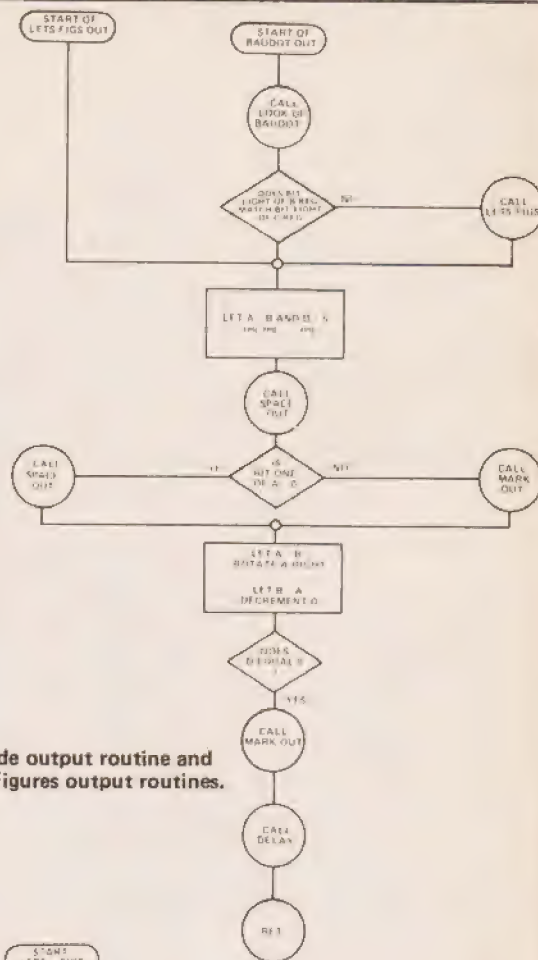 START OF
LETS FIGS OUT
START OF
BAUDOT OUT
CALL
LOOK UP
BAUDOT
DOES BIT
EIGHT OF B REG
MATCH BIT EIGHT
OF C REG
NO
CALL
LETS FIGS
LET A B AND D 5
CALL
SPACE
OUT
CALL
SPACE
OUT
IS
BIT ONE
OF A 0
NO
CALL
MARK
OUT
LET A B
ROTATE A RIGHT
LET B A
DECREMENT D
DOES
D EQUAL
YES
de output routine and
Figures output routines.
CALL
MARK OUT
CALL
DELAY
RET
START